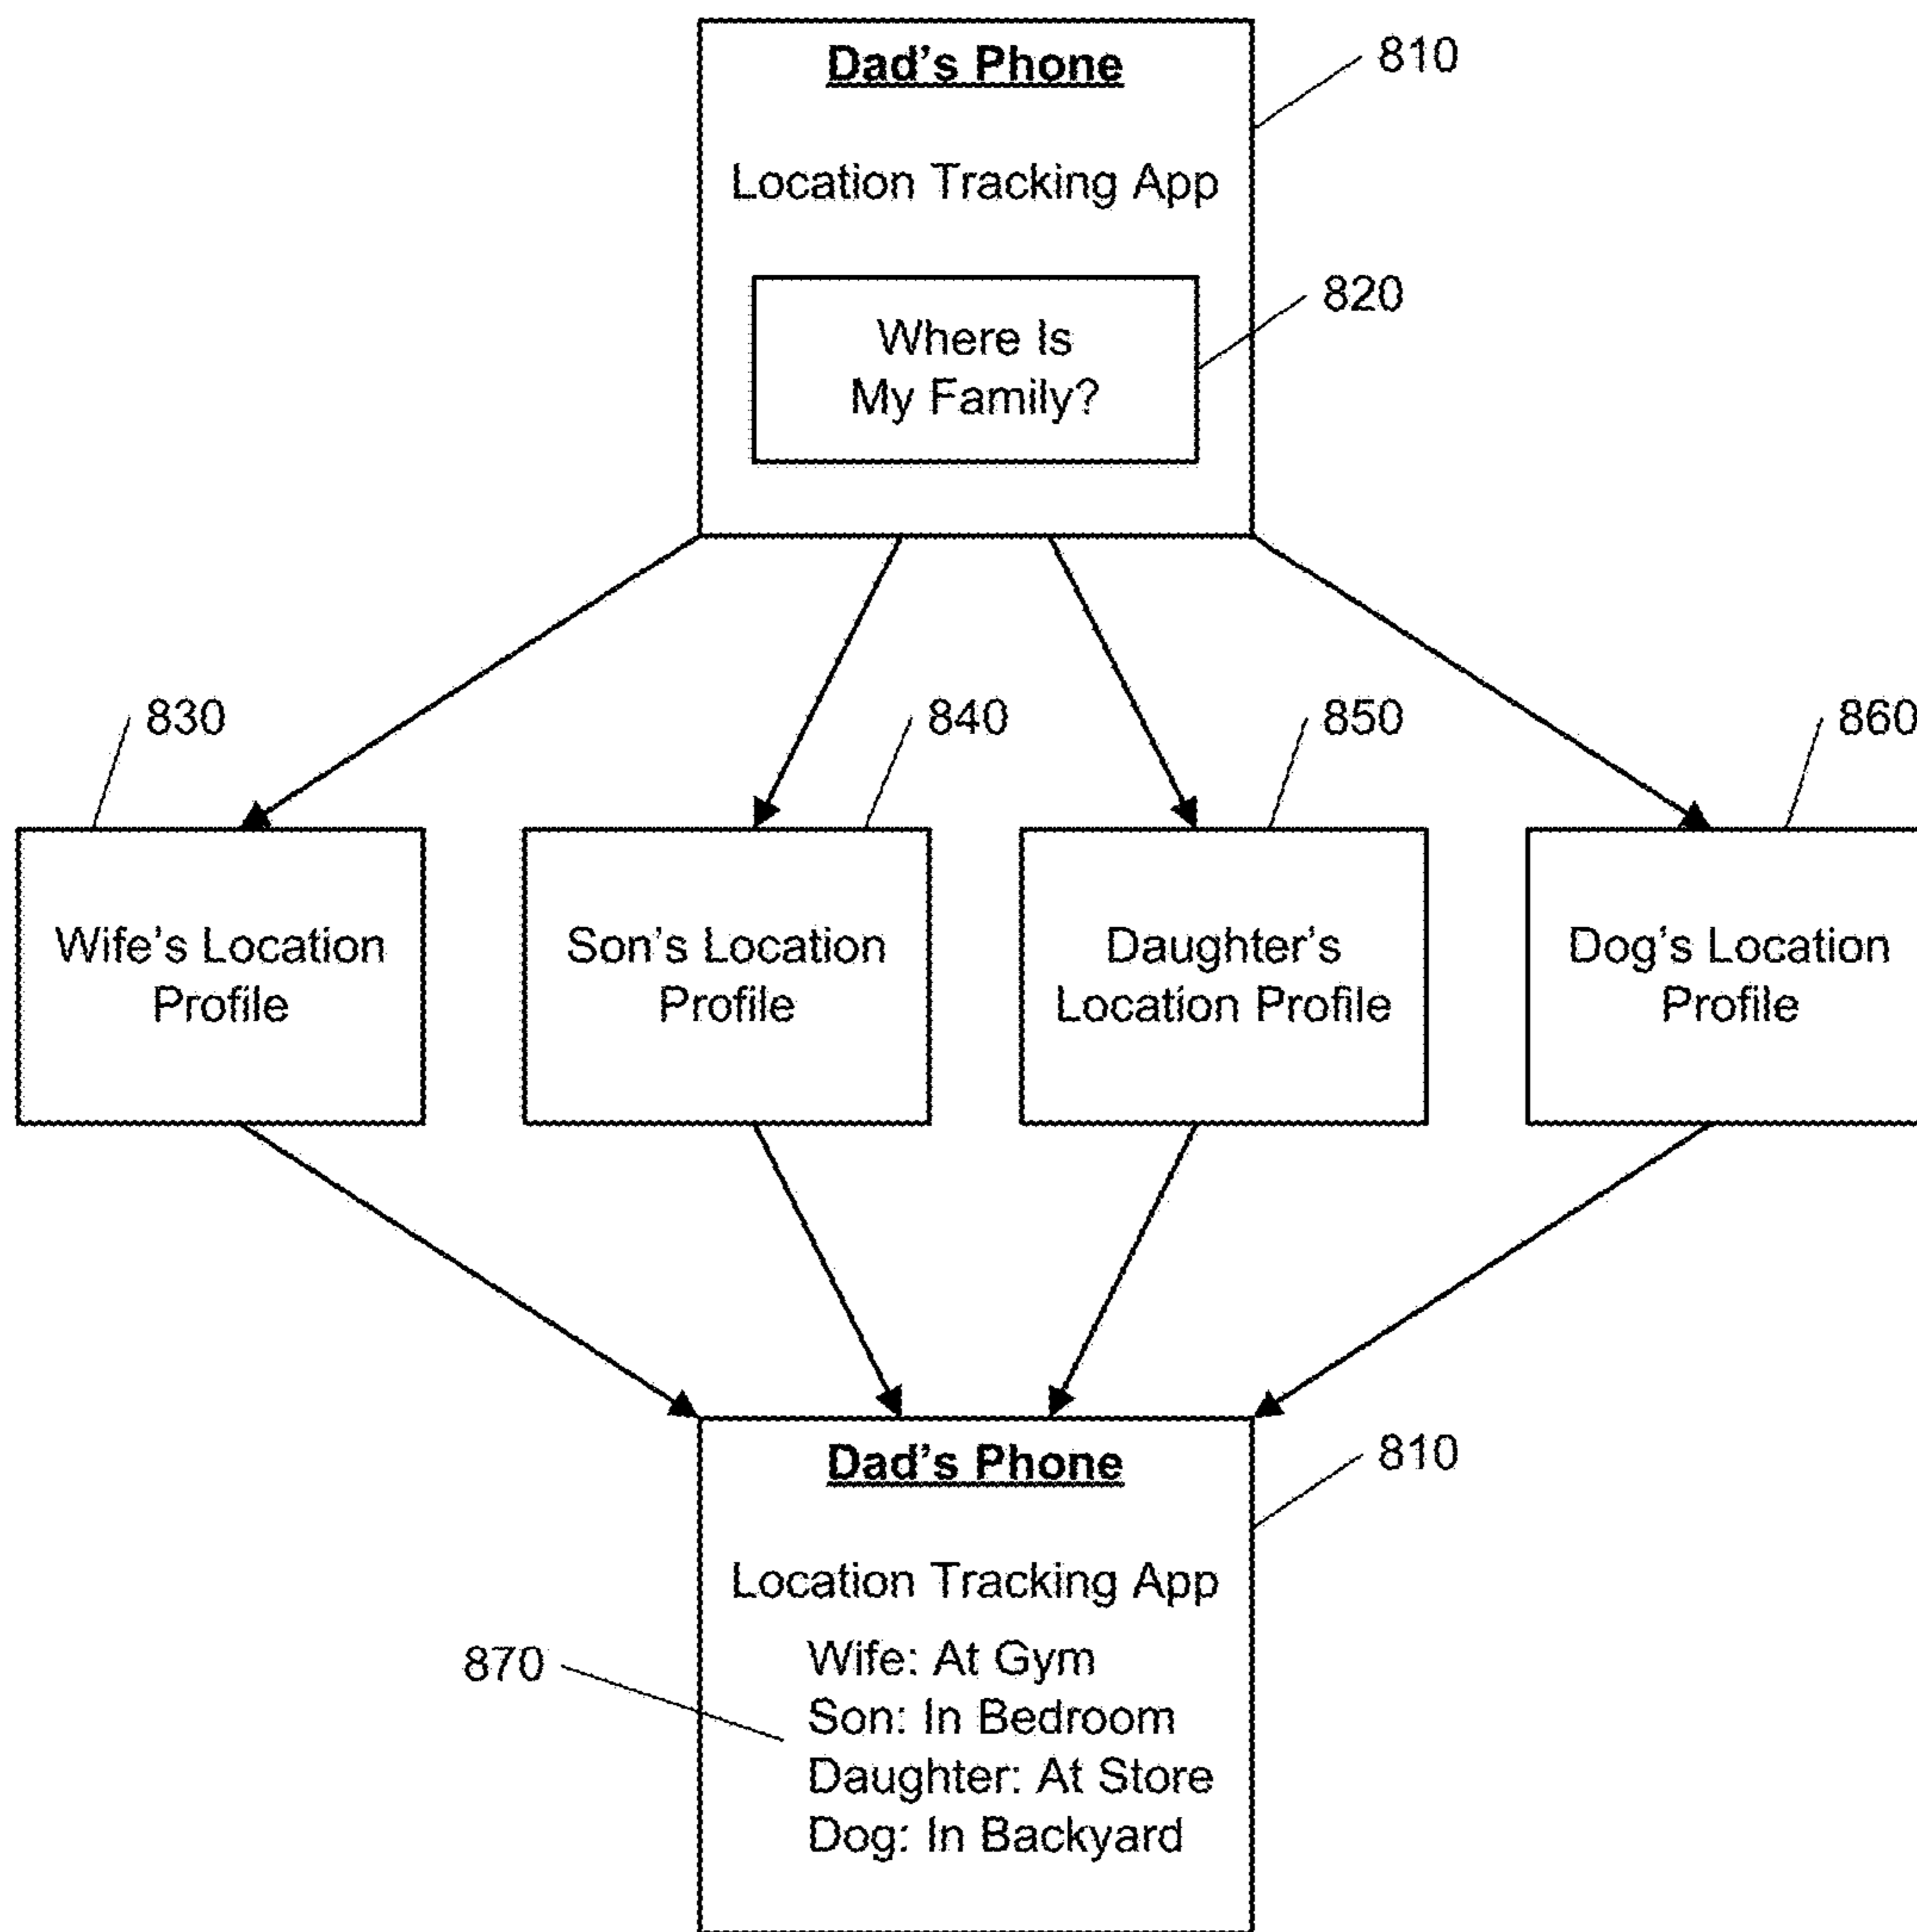 Dad's Phone
810
Location Tracking App
820
Where Is
My Family?
830
840
850
860
Wife's Location
Profile
Son's Location
Profile
Daughter's
Location Profile
Dog's Location
Profile
Dad's Phone
810
Location Tracking App
870
Wife: At Gym
Son: In Bedroom
Daughter: At Store
Dog: In Backyard